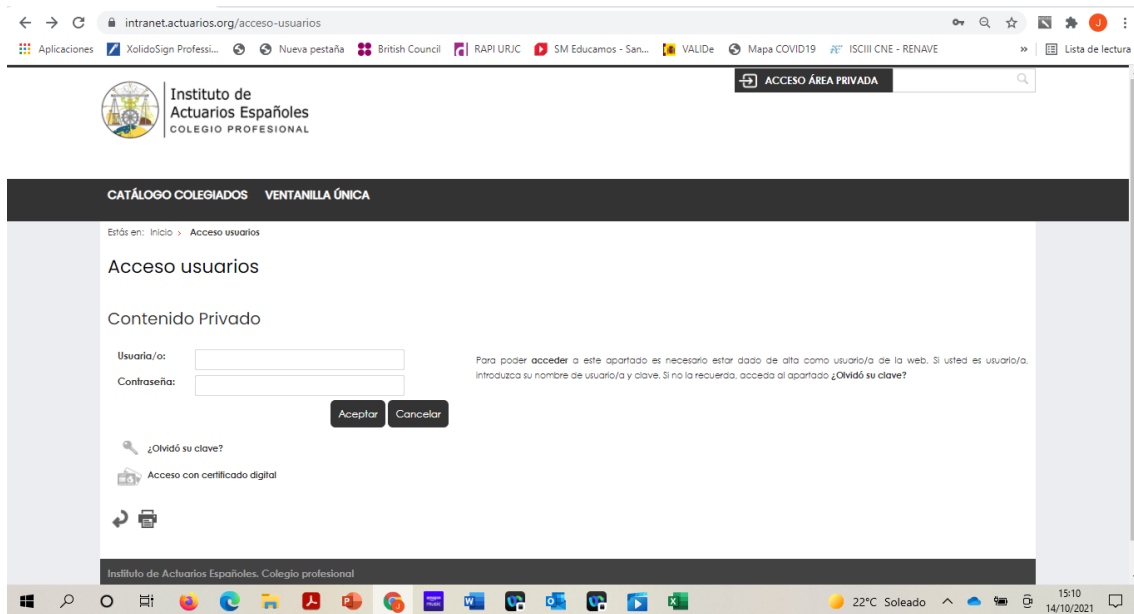 intranet.actuarios.org/acceso-usuarios
Aplicaciones XolidoSign Professi... Nueva pestaña British Council RAPI URJC SM Educamos - San... VALIDe Mapa COVID19 ISCIII CNE - RENAVE » Lista de lectura
ACCESO ÁREA PRIVADA
Instituto de
Actuarios Españoles
COLEGIO PROFESIONAL
CATÁLOGO COLEGIADOS VENTANILLA ÚNICA
Estás en: Inicio > Acceso usuarios
Acceso usuarios
Contenido Privado
Usuaria/o:
Contraseña:
Aceptar Cancelar
Para poder acceder a este apartado es necesario estar dado de alta como usuario/a de la web. Si usted es usuario/a,
introduzca su nombre de usuario/a y clave. Si no la recuerda, acceda al apartado ¿Olvidó su clave?
¿Olvidó su clave?
Acceso con certificado digital
Instituto de Actuarios Españoles. Colegio profesional
22°C Soleado
15:10
14/10/2021